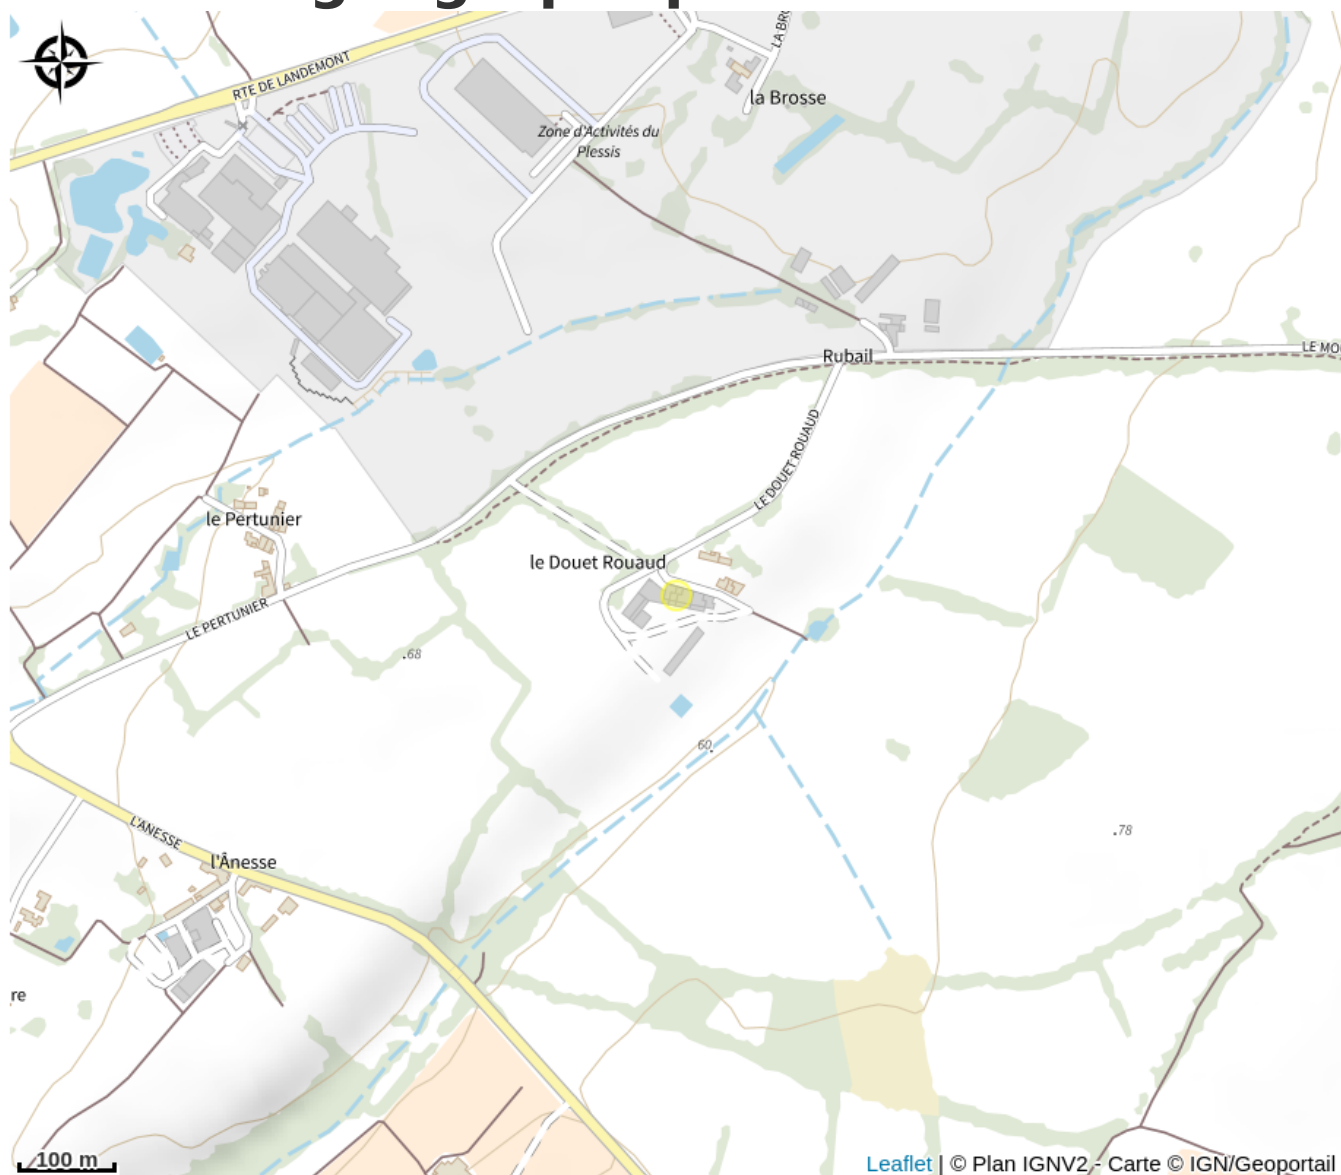 RTE DE LANDEMONT
LA BRO
la Brosse
Zone d'Activités du
Plessis
Rubail
LE MO
LE DOUET ROUAUD
le Pertunier
le Douet Rouaud
LE PERTUNIER
.68
60.
.78
L'ANESSE
l'Ânesse
re
100 m
Leaflet | © Plan IGNV2 - Carte © IGN/Geoportail